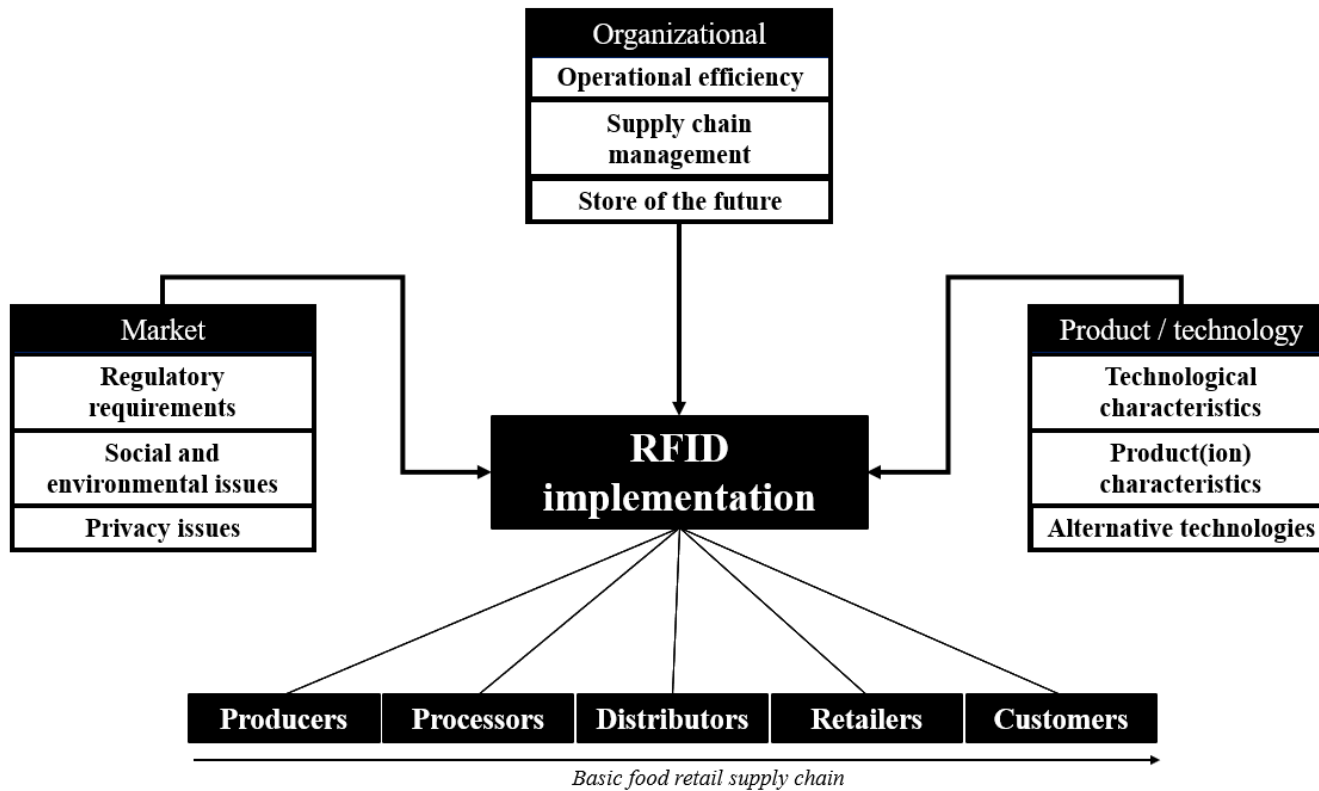 Organizational
Operational efficiency
Supply chain
management
Store of the future
Market
Regulatory
requirements
Social and
environmental issues
Privacy issues
Product / technology
Technological
characteristics
Product(ion)
characteristics
Alternative technologies
RFID
implementation
Producers
Processors
Distributors
Retailers
Customers
Basic food retail supply chain